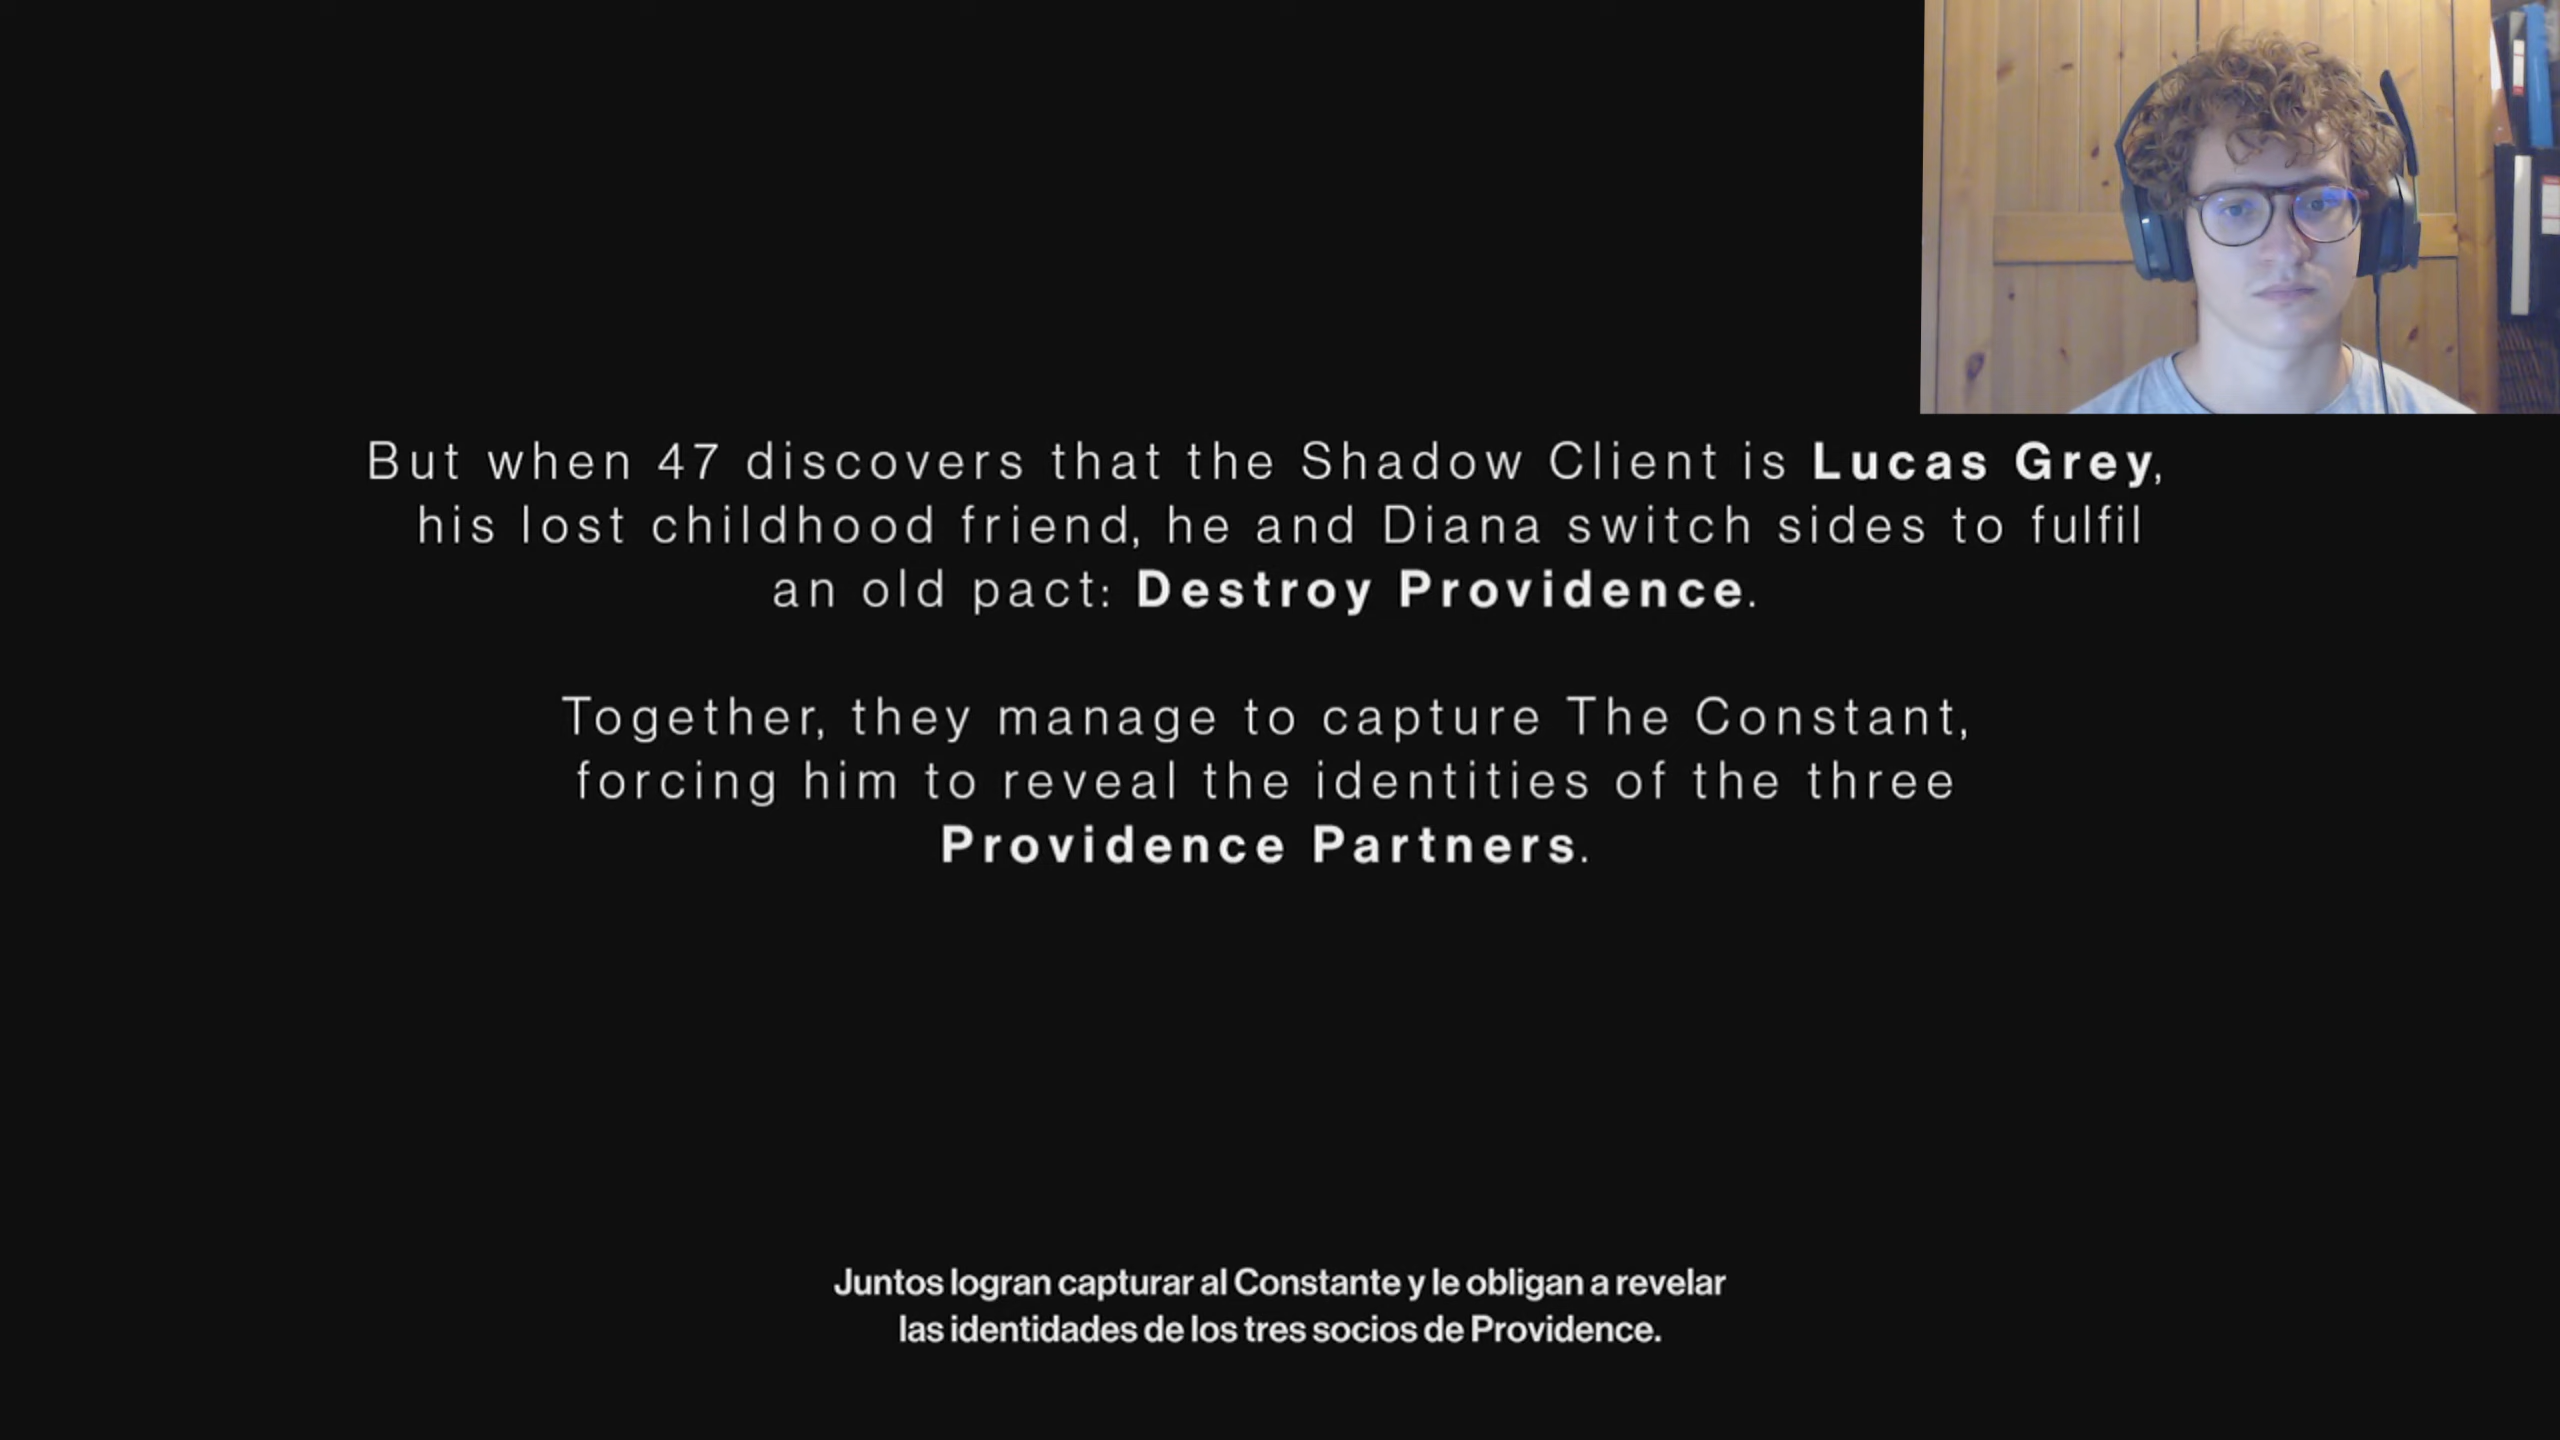 But when 47 discovers that the Shadow Client is Lucas Grey,
his lost childhood friend, he and Diana switch sides to fulfil
an old pact: Destroy Providence.
Together, they manage to capture The Constant,
forcing him to reveal the identities of the three
Providence Partners.
Juntos logran capturar al Constante y le obligan a revelar
las identidades de los tres socios de Providence.